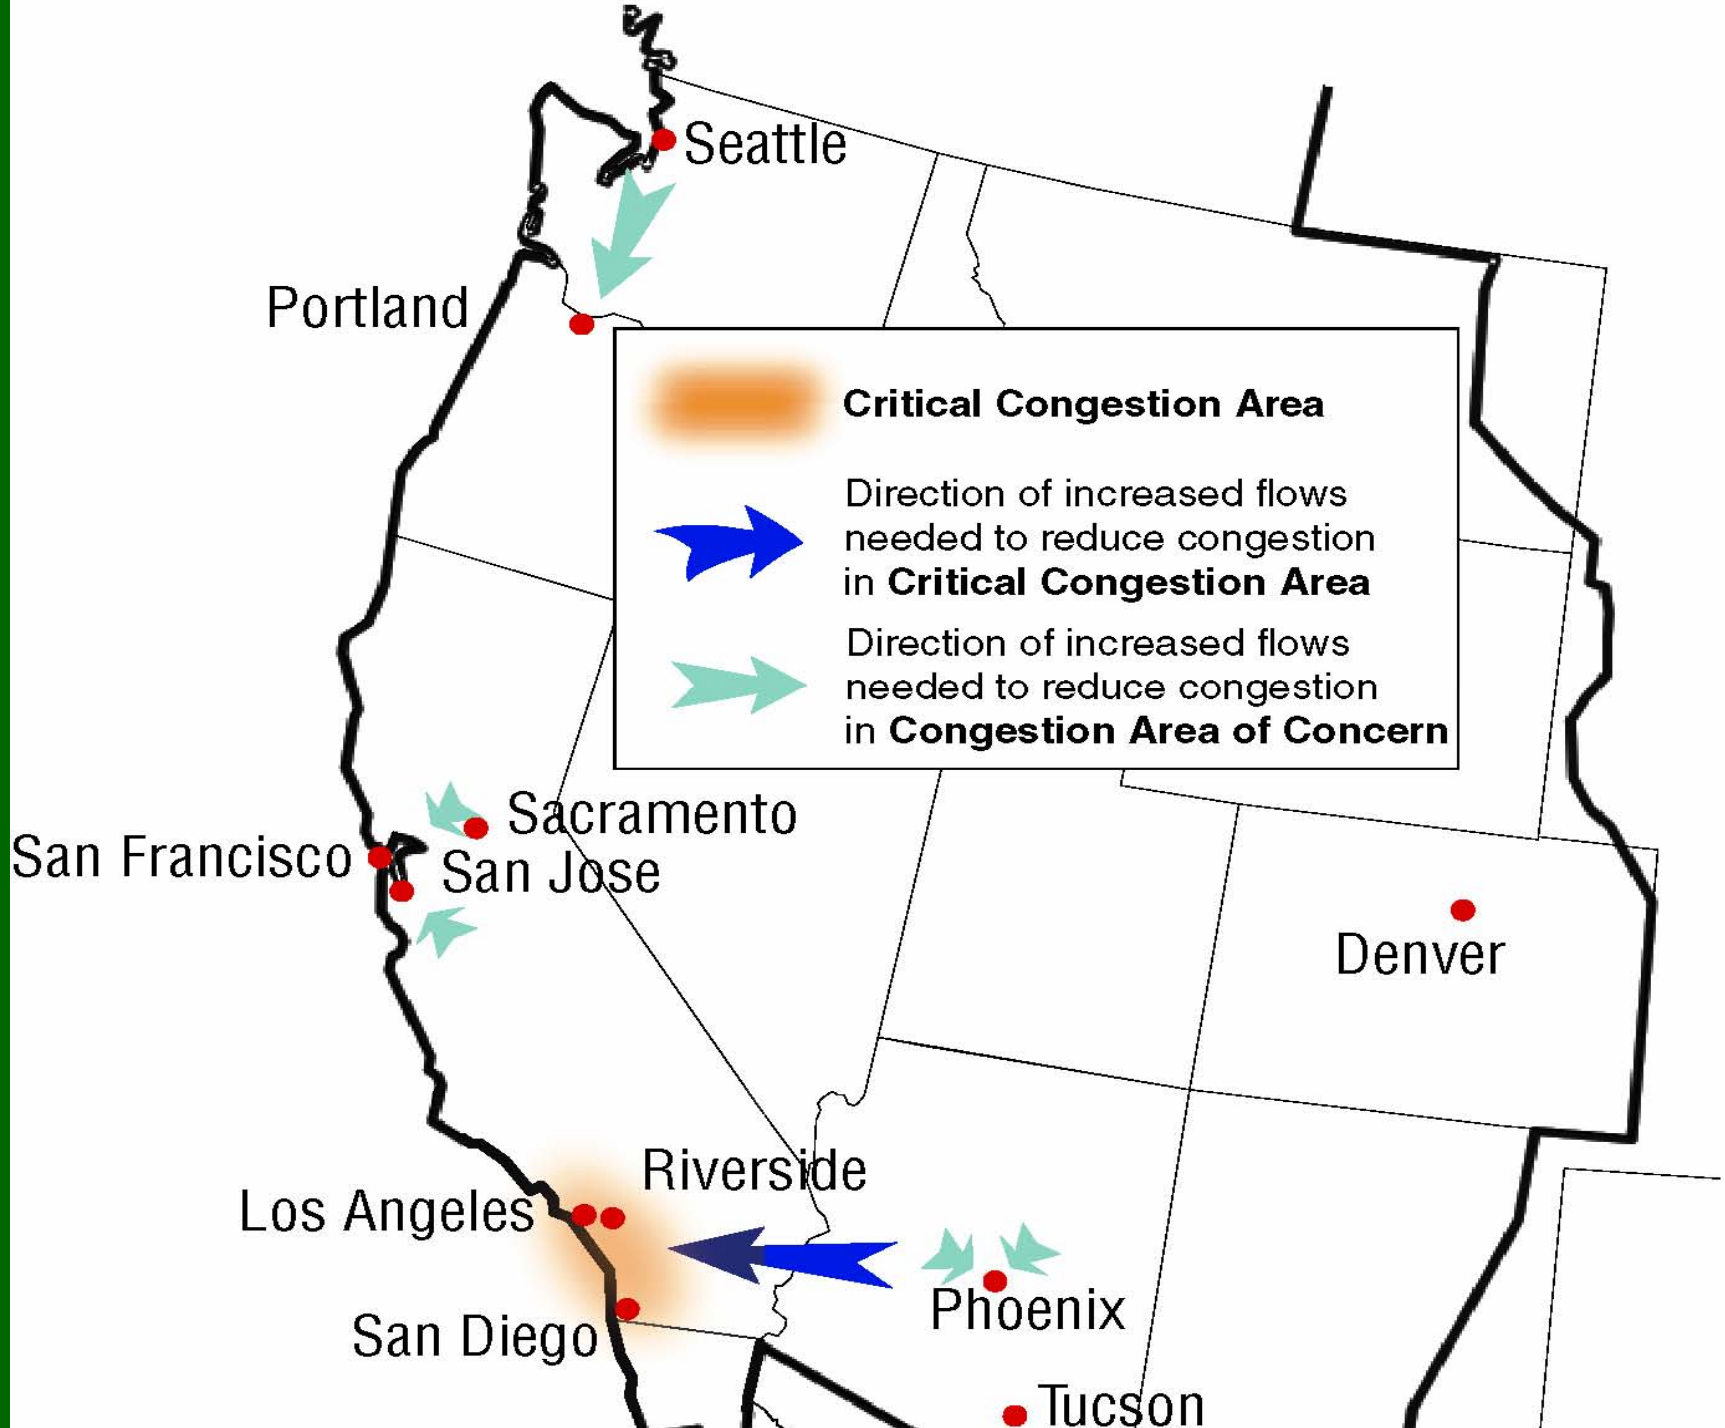 Seattle
Portland
Critical Congestion Area
Direction of increased flows
needed to reduce congestion
in Critical Congestion Area
Direction of increased flows
needed to reduce congestion
in Congestion Area of Concern
Sacramento
San Francisco
San Jose
Denver
Riverside
Los Angeles
Phoenix
San Diego
Tucson